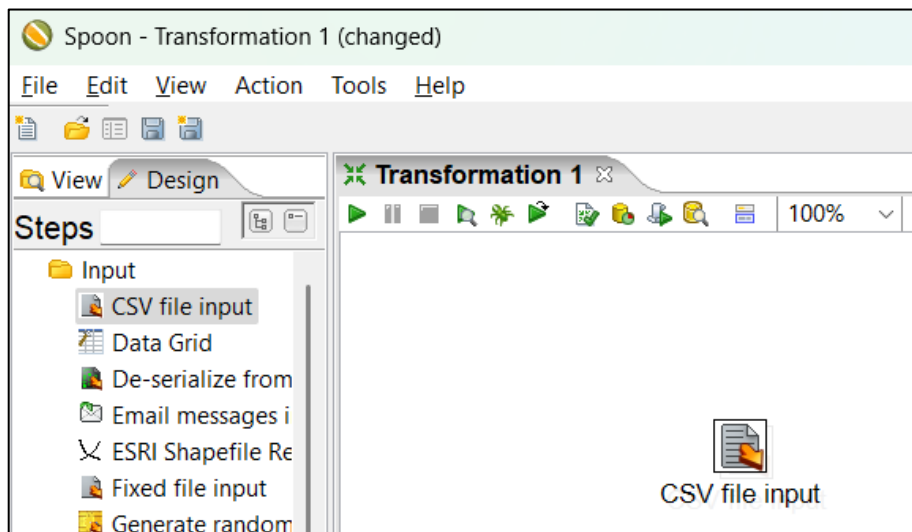 Spoon - Transformation 1 (changed)
File Edit View Action Tools Help
View Design
Transformation 1
Steps
100%
Input
CSV file input
Data Grid
De-serialize from
Email messages i
ESRI Shapefile Re
Fixed file input
Generate random
CSV file input